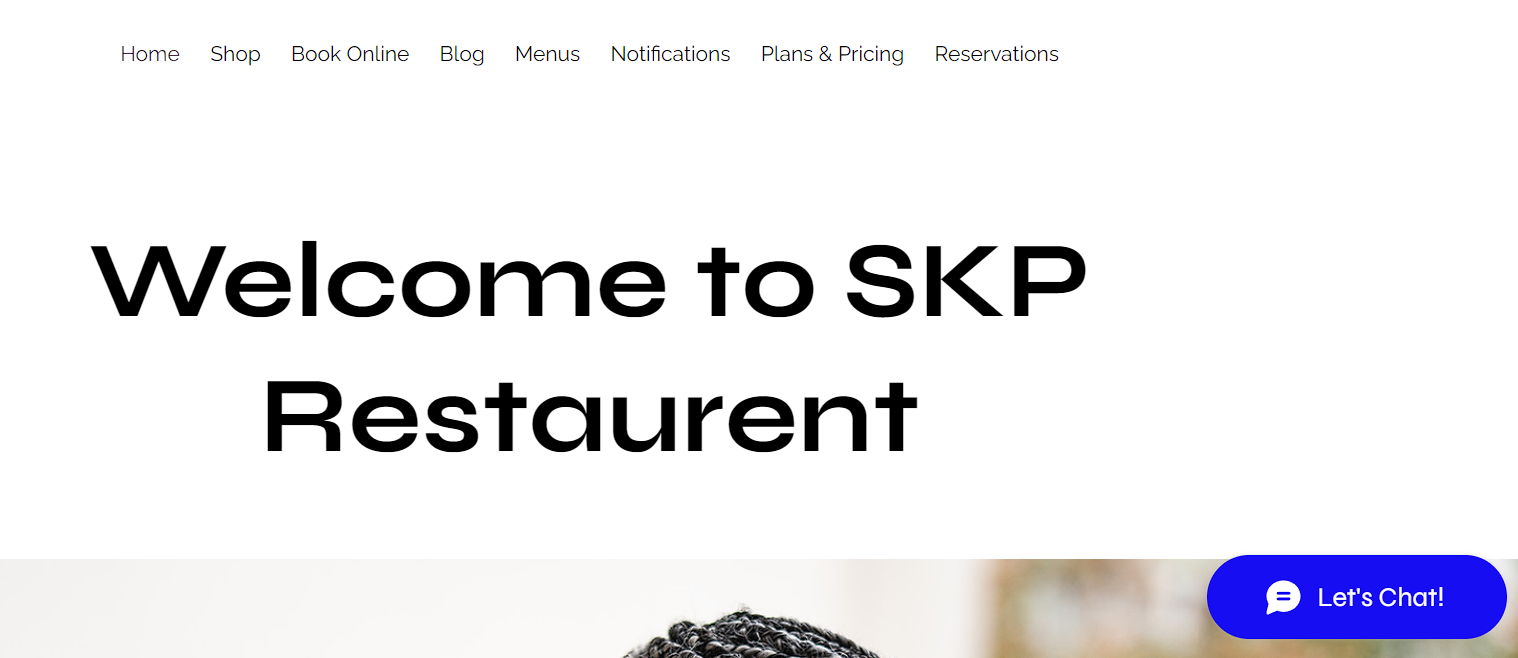 Home Shop Book Online Blog Menus Notifications Plans & Pricing Reservations
Welcome to SKP
Restaurent
Let's Chat!